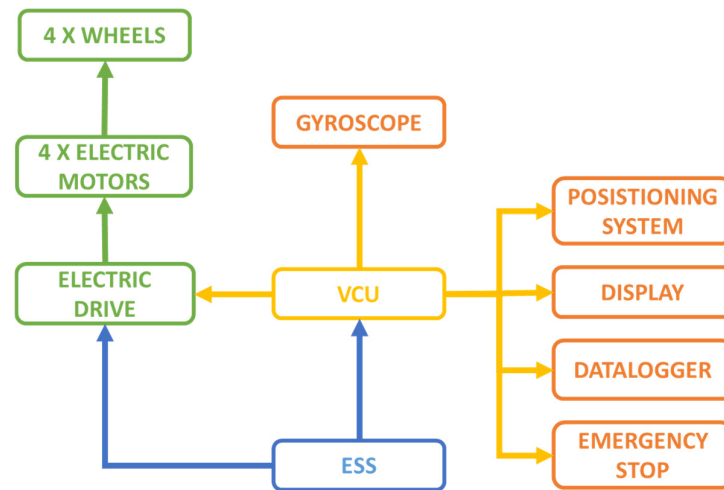 4 X WHEELS
GYROSCOPE
4 X ELECTRIC
MOTORS
POSISTIONING
SYSTEM
ELECTRIC
DRIVE
VCU
DISPLAY
DATALOGGER
ESS
EMERGENCY
STOP